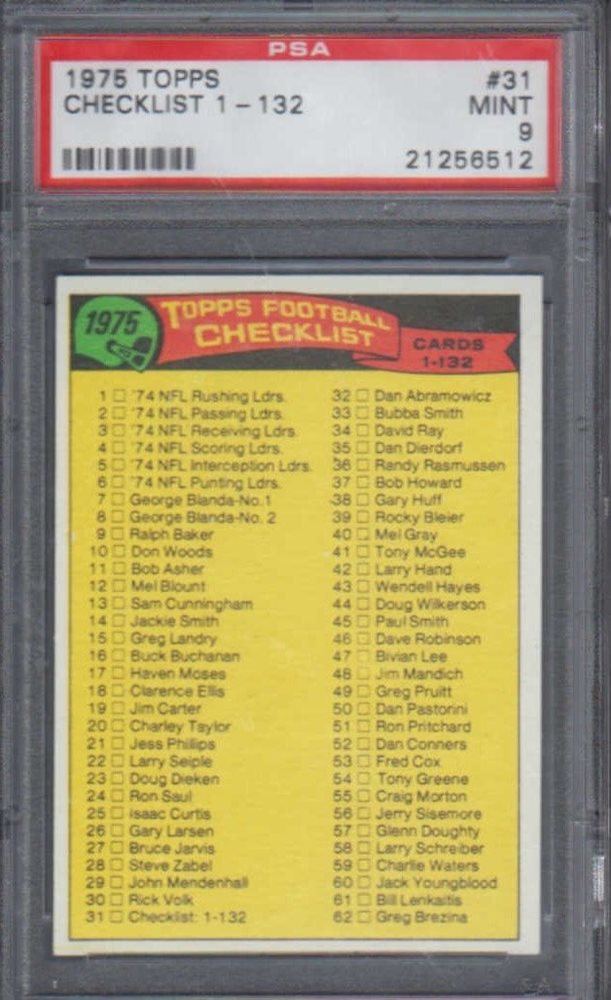 PSA
1975 TOPPS #31
CHECKLIST 1 - 132 MINT
9
21256512
1975
TOPPS FOOTBALL
CHECKLIST
CARDS
1-132
1 '74 NFL Rushing Ldrs.
2 '74 NFL Passing Ldrs.
3 '74 NFL Receiving Ldrs.
4 '74 NFL Scoring Ldrs.
5 '74 NFL Interception Ldrs.
6 '74 NFL Punting Ldrs.
7 George Blanda-No. 1
8 George Blanda-No. 2
9 Ralph Baker
10 Don Woods
11 Bob Asher
12 Mel Blount
13 Sam Cunningham
14 Jackie Smith
15 Greg Landry
16 Buck Buchanan
17 Haven Moses
18 Clarence Ellis
19 Jim Carter
20 Charley Taylor
21 Jess Phillips
22 Larry Seiple
23 Doug Dieken
24 Ron Saul
25 Isaac Curtis
26 Gary Larsen
27 Bruce Jarvis
28 Steve Zabel
29 John Mendenhall
30 Rick Volk
31 Checklist: 1-132
32 Dan Abramowicz
33 Bubba Smith
34 David Ray
35 Dan Dierdorf
36 Randy Rasmussen
37 Bob Howard
38 Gary Huff
39 Rocky Bleier
40 Mel Gray
41 Tony McGee
42 Larry Hand
43 Wendell Hayes
44 Doug Wilkerson
45 Paul Smith
46 Dave Robinson
47 Bivian Lee
48 Jim Mandich
49 Greg Pruitt
50 Dan Pastorini
51 Ron Pritchard
52 Dan Conners
53 Fred Cox
54 Tony Greene
55 Craig Morton
56 Jerry Sisemore
57 Glenn Doughty
58 Larry Schreiber
59 Charlie Waters
60 Jack Youngblood
61 Bill Lenkaitis
62 Greg Brezina